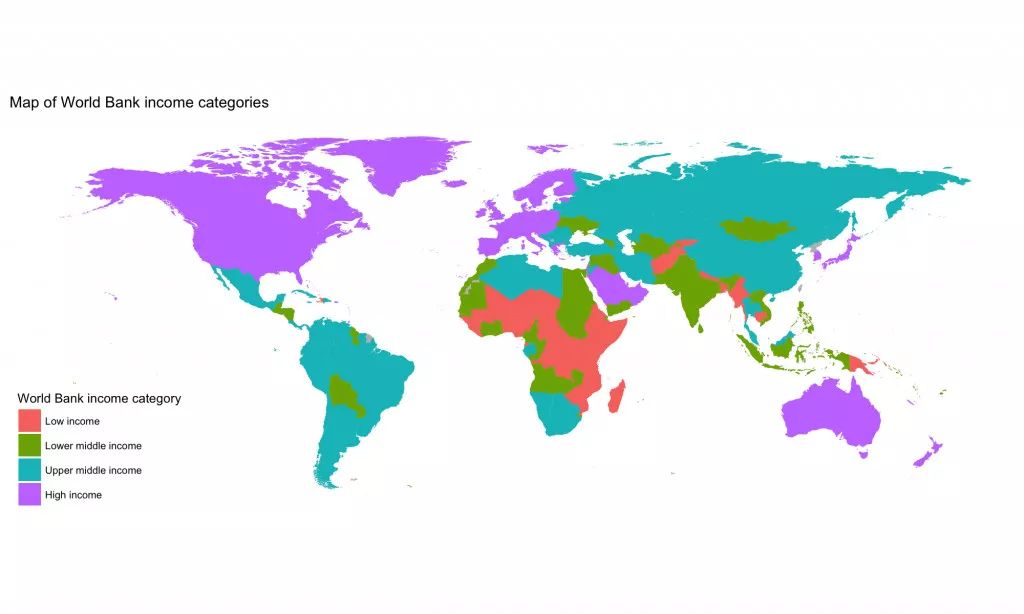 Map of World Bank income categories
World Bank income category
Low income
Lower middle income
Upper middle income
High income